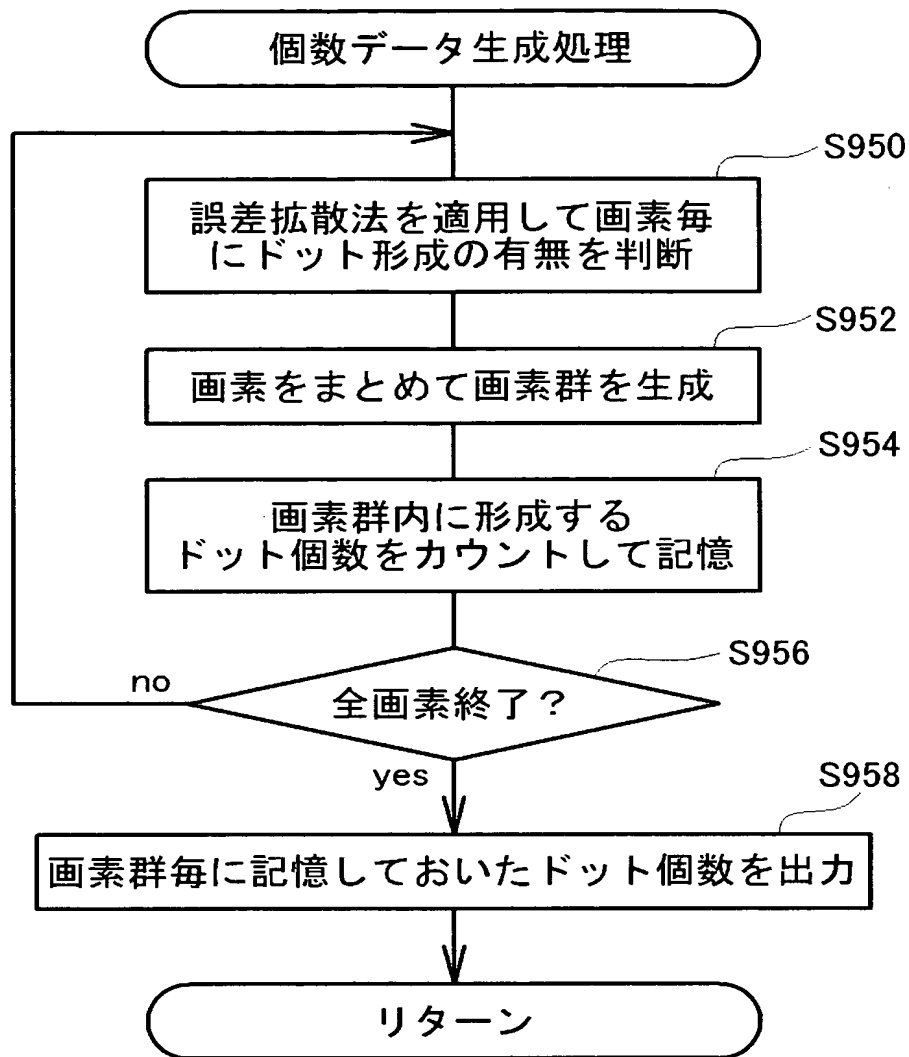 個数データ生成処理
S950
誤差拡散法を適用して画素毎
にドット形成の有無を判断
S952
画素をまとめて画素群を生成
S954
画素群内に形成する
ドット個数をカウントして記憶
S956
no
全画素終了？
yes
S958
画素群毎に記憶しておいたドット個数を出力
リターン